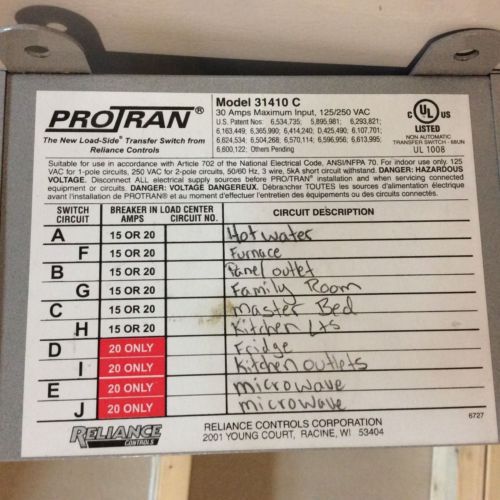 PROTRAN®
The New Load-Side® Transfer Switch from
Reliance Controls
Model 31410 C
30 Amps Maximum Input, 125/250 VAC
U.S. Patent Nos: 6,534,735; 5,895,981; 6,293,821;
6,163,449; 6,365,990; 6,414,240; D,425,490; 6,107,701;
6,624,534; 6,504,268; 6,570,114; 6,596,956; 6,613,995;
6,600,122; Others Pending
C UL US
LISTED
NON AUTOMATIC
TRANSFER SWITCH - 68UN
UL 1008
Suitable for use in accordance with Article 702 of the National Electrical Code, ANSI/NFPA 70. For indoor use only. 125
VAC for 1-pole circuits, 250 VAC for 2-pole circuits, 50/60 Hz, 3 wire, 5kA short circuit withstand. DANGER: HAZARDOUS
VOLTAGE. Disconnect ALL electrical supply sources before PRO/TRAN® installation and when servicing connected
equipment or circuits. DANGER: VOLTAGE DANGEREUX. Débrancher TOUTES les sources d'alimentation électrique
avant l'installation de PROTRAN® et au moment d'effectuer l'entretien des équipements ou des circuits connectés.
SWITCH CIRCUIT BREAKER IN LOAD CENTER AMPS CIRCUIT NO. CIRCUIT DESCRIPTION
A 15 OR 20 Hot water
F 15 OR 20 Furnace
B 15 OR 20 Panel outlet
G 15 OR 20 Family Room
C 15 OR 20 Master Bed
H 15 OR 20 Kitchen Lts
D 20 ONLY Fridge
I 20 ONLY Kitchen outlets
E 20 ONLY microwave
J 20 ONLY microwave
RELIANCE CONTROLS
RELIANCE CONTROLS CORPORATION
2001 YOUNG COURT, RACINE, WI 53404
6727